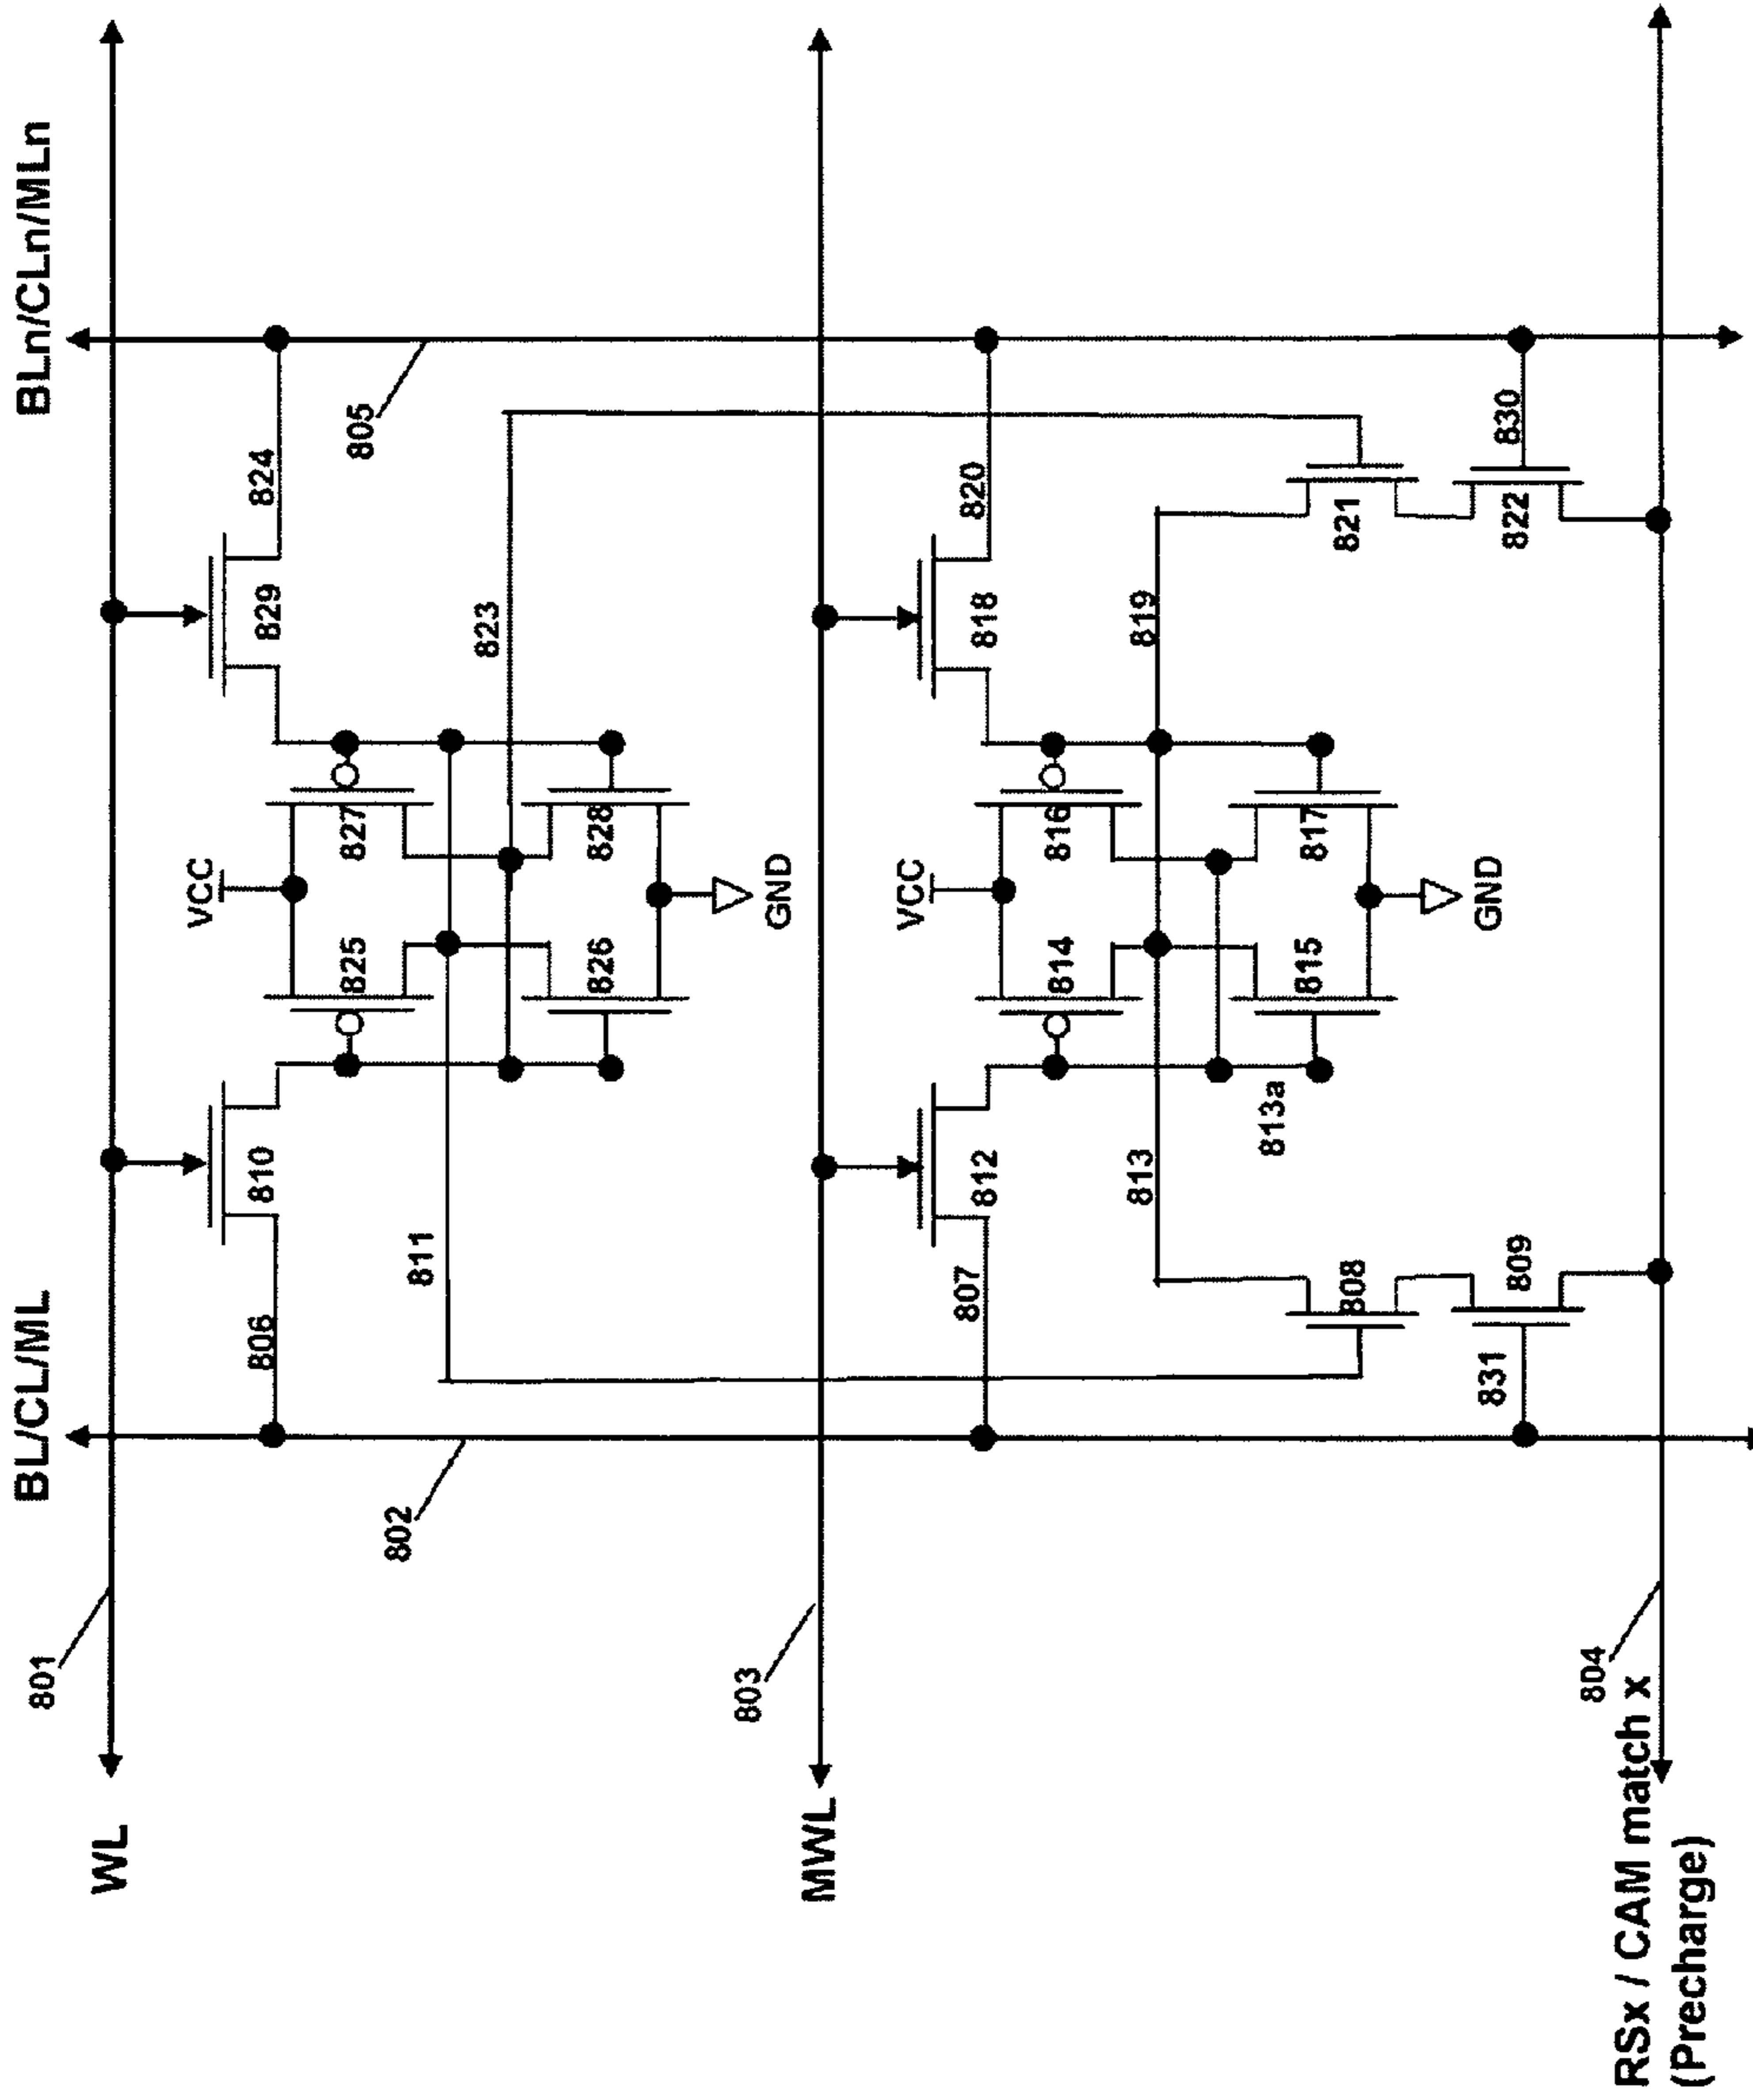 BL/CL/ML
BLn/CLn/MLn
801
WL
806
810
829
824
VCC
825
827
802
811
823
805
826
828
GND
803
MWL
807
812
818
820
VCC
814
816
813
819
813a
815
817
GND
808
821
831
809
822
830
804
RSx / CAM match x
(Precharge)